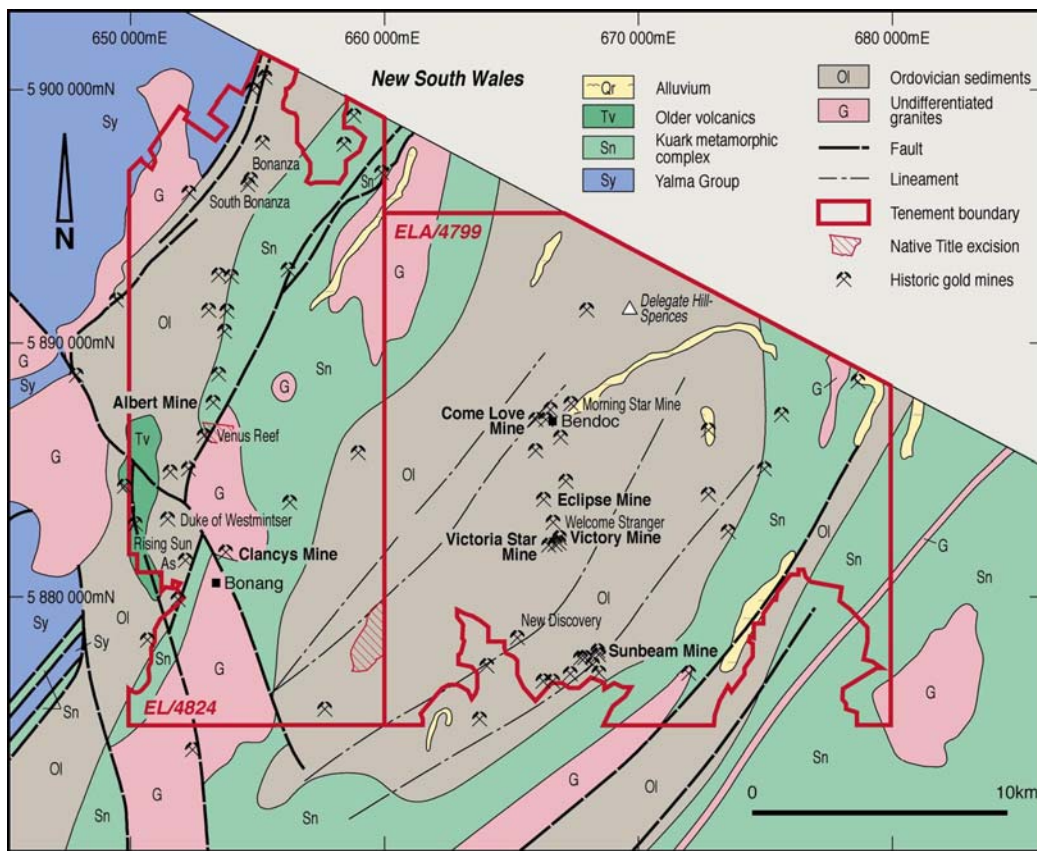 650 000mE
660 000mE
670 000mE
680 000mE
5 900 000mN
5 890 000mN
5 880 000mN
New South Wales
Qr
Alluvium
Tv
Older volcanics
Sn
Kuark metamorphic
complex
Sy
Yalma Group
Ol
Ordovician sediments
G
Undifferentiated
granites
Fault
Lineament
Tenement boundary
Native Title excision
Historic gold mines
N
Sy
G
Bonanza
South Bonanza
Sn
Sn
ELA/4799
G
Delegate Hill-
Spences
Ol
G
Sy
Sn
G
G
Albert Mine
Come Love
Mine
Morning Star Mine
Bendoc
Tv
Venus Reef
G
G
Ol
Eclipse Mine
Duke of Westmintser
Welcome Stranger
Rising Sun
As
Clancys Mine
Victoria Star
Mine
Victory Mine
Sn
Ol
G
Bonang
Sn
Sn
Ol
Ol
Sy
Sy
Sn
New Discovery
Sunbeam Mine
G
G
Sn
EL/4824
Ol
G
Sn
Sn
G
Ol
Sn
Sn
0
10km